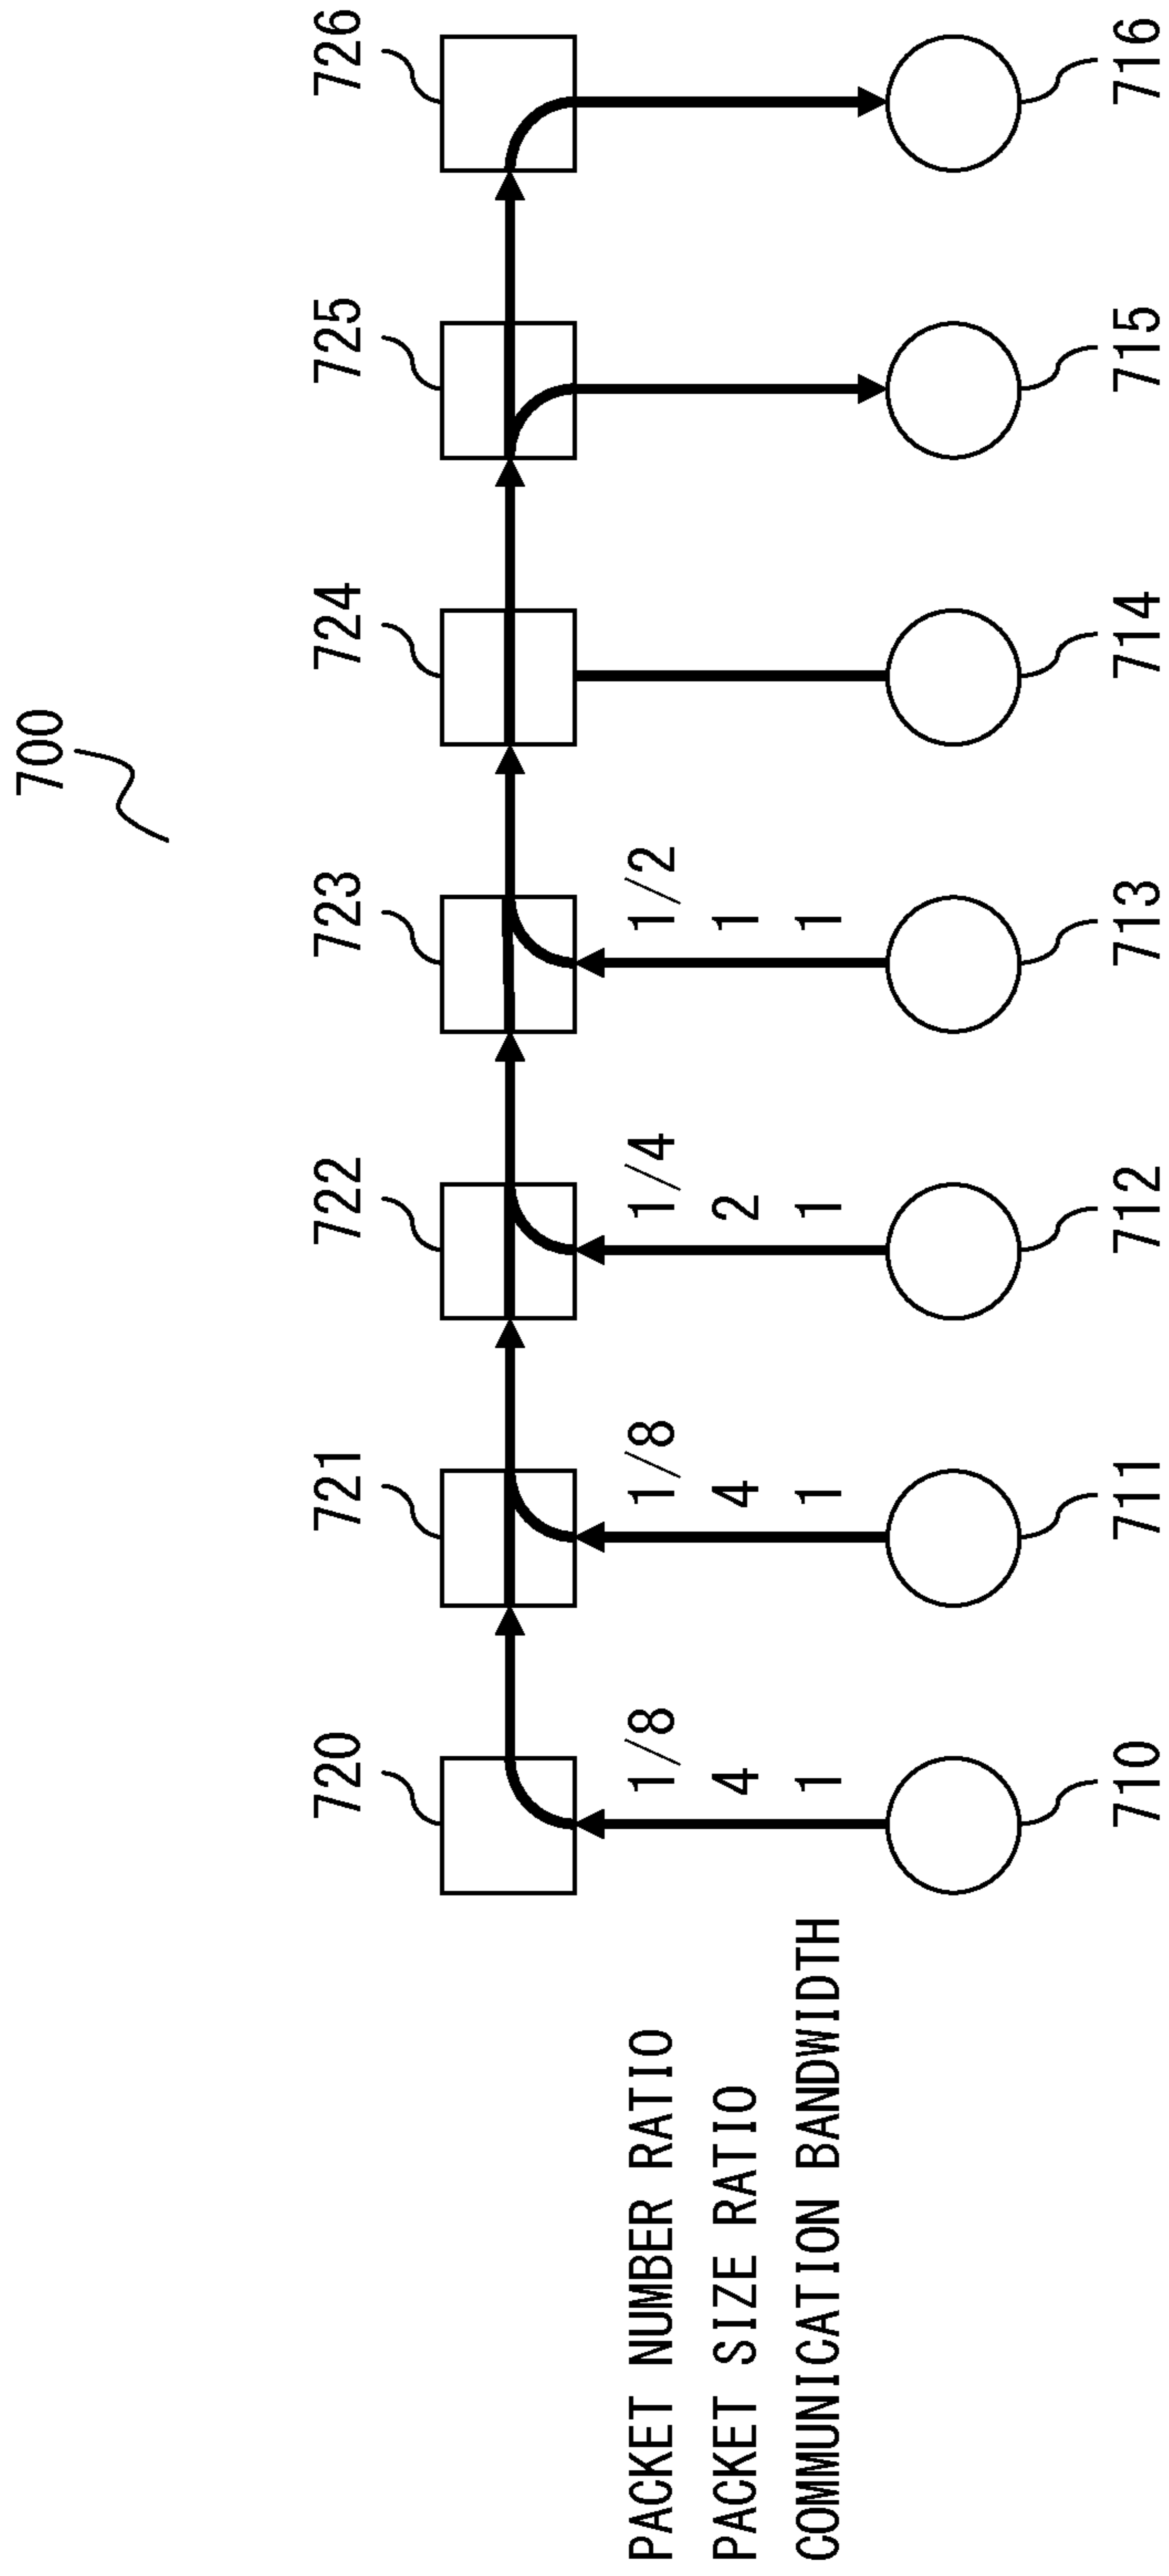 700
720 721 722 723 724 725 726
PACKET NUMBER RATIO 1/8 1/8 1/4 1/2
PACKET SIZE RATIO 4 4 2 1
COMMUNICATION BANDWIDTH 1 1 1 1
710 711 712 713 714 715 716